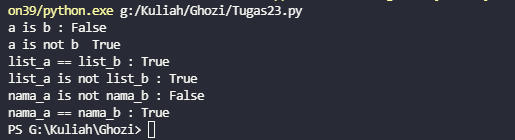 on39/python.exe g:/Kuliah/Ghozi/Tugas23.py
a is b : False
a is not b  True
list_a == list_b : True
list_a is not list_b : True
nama_a is not nama_b : False
nama_a == nama_b : True
PS G:\Kuliah\Ghozi>